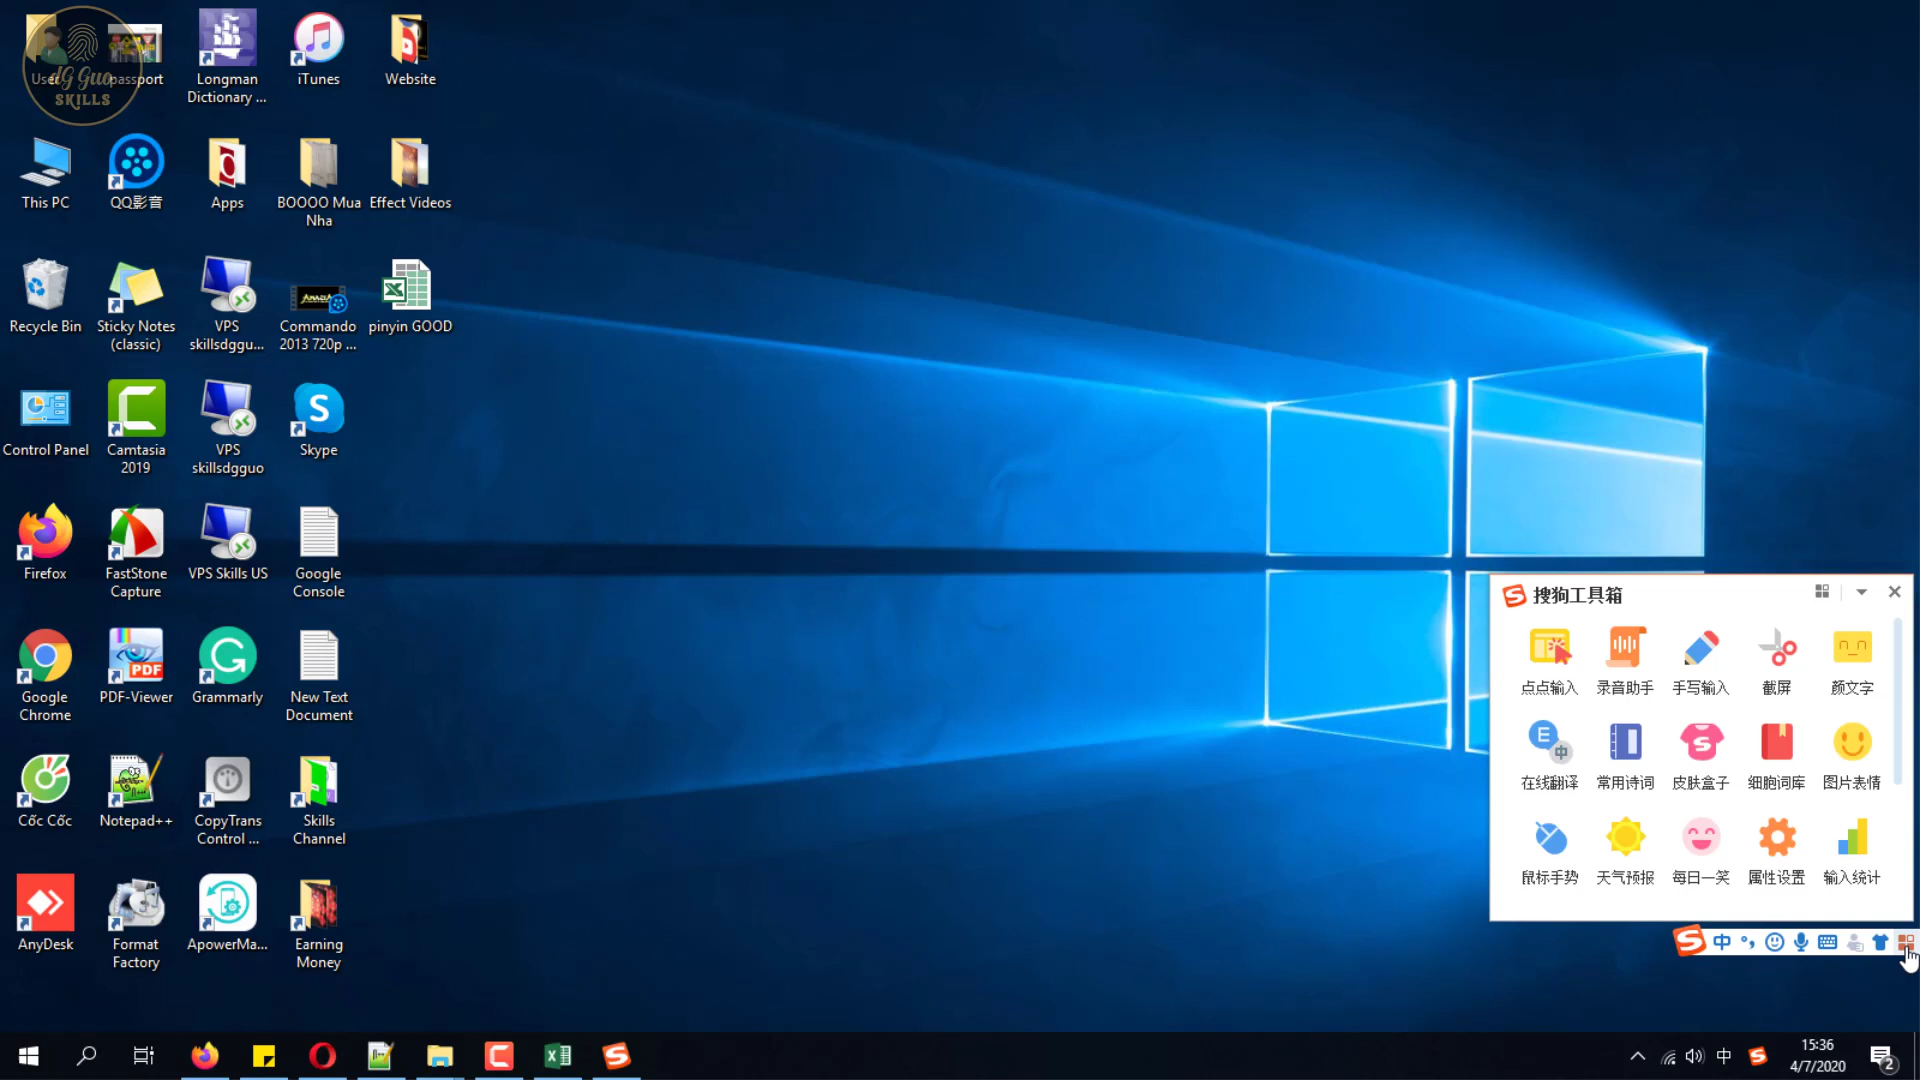 User
passport
dG Guo
SKILLS
Longman
Dictionary ...
iTunes
Website
This PC
QQ影音
Apps
BOOOO Mua
Nha
Effect Videos
Recycle Bin
Sticky Notes
(classic)
VPS
skillsdggu...
Commando
2013 720p ...
pinyin GOOD
Control Panel
Camtasia
2019
VPS
skillsdgguo
Skype
Firefox
FastStone
Capture
VPS Skills US
Google
Console
Google
Chrome
PDF
PDF-Viewer
Grammarly
New Text
Document
Cốc Cốc
Notepad++
CopyTrans
Control ...
Skills
Channel
AnyDesk
Format
Factory
ApowerMa...
Earning
Money
搜狗工具箱
点点输入
录音助手
手写输入
截屏
颜文字
E
中
在线翻译
常用诗词
皮肤盒子
细胞词库
图片表情
鼠标手势
天气预报
每日一笑
属性设置
输入统计
中
中
15:36
4/7/2020
2